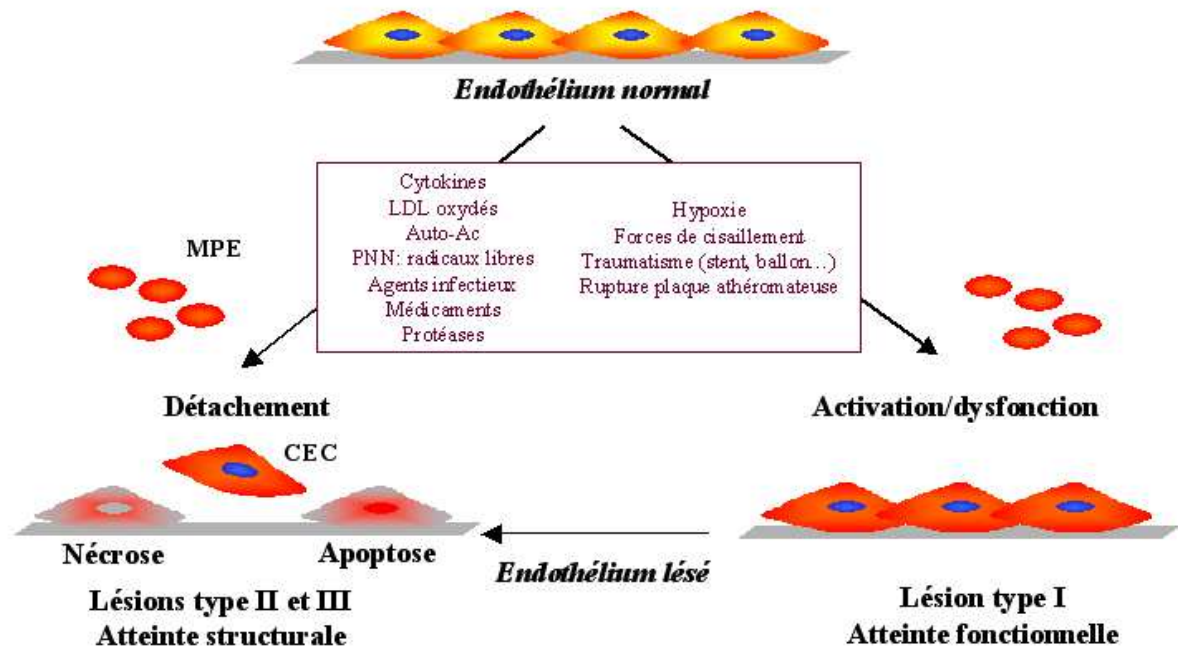 Endothélium normal
Cytokines
LDL oxydés
Auto-Ac
PNN: radicaux libres
Agents infectieux
Médicaments
Protéases
Hypoxie
Forces de cisaillement
Traumatisme (stent, ballon...)
Rupture plaque athéromateuse
MPE
Détachement
CEC
Nécrose
Apoptose
Lésions type II et III
Atteinte structurale
Endothélium lésé
Activation/dysfonction
Lésion type I
Atteinte fonctionnelle